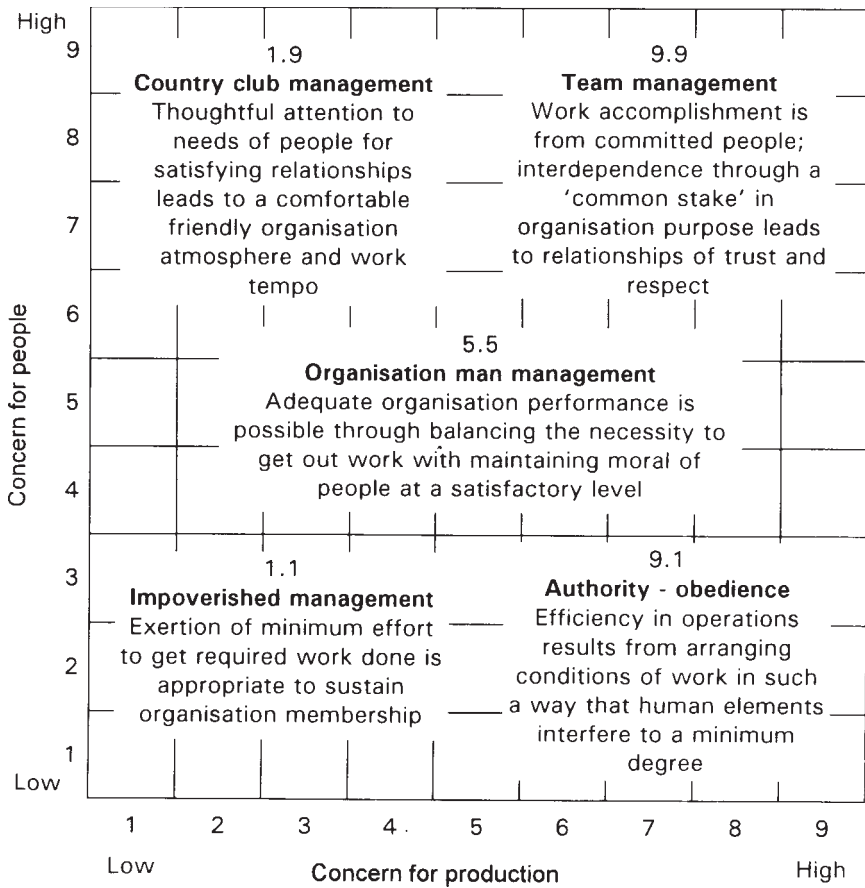 High
9
8
7
6
5
4
3
2
1
Low
Concern for people
1.9
Country club management
Thoughtful attention to
needs of people for
satisfying relationships
leads to a comfortable
friendly organisation
atmosphere and work
tempo
9.9
Team management
Work accomplishment is
from committed people;
interdependence through a
‘common stake’ in
organisation purpose leads
to relationships of trust and
respect
5.5
Organisation man management
Adequate organisation performance is
possible through balancing the necessity to
get out work with maintaining moral of
people at a satisfactory level
1.1
Impoverished management
Exertion of minimum effort
to get required work done is
appropriate to sustain
organisation membership
9.1
Authority - obedience
Efficiency in operations
results from arranging
conditions of work in such
a way that human elements
interfere to a minimum
degree
1 2 3 4 5 6 7 8 9
Low Concern for production High